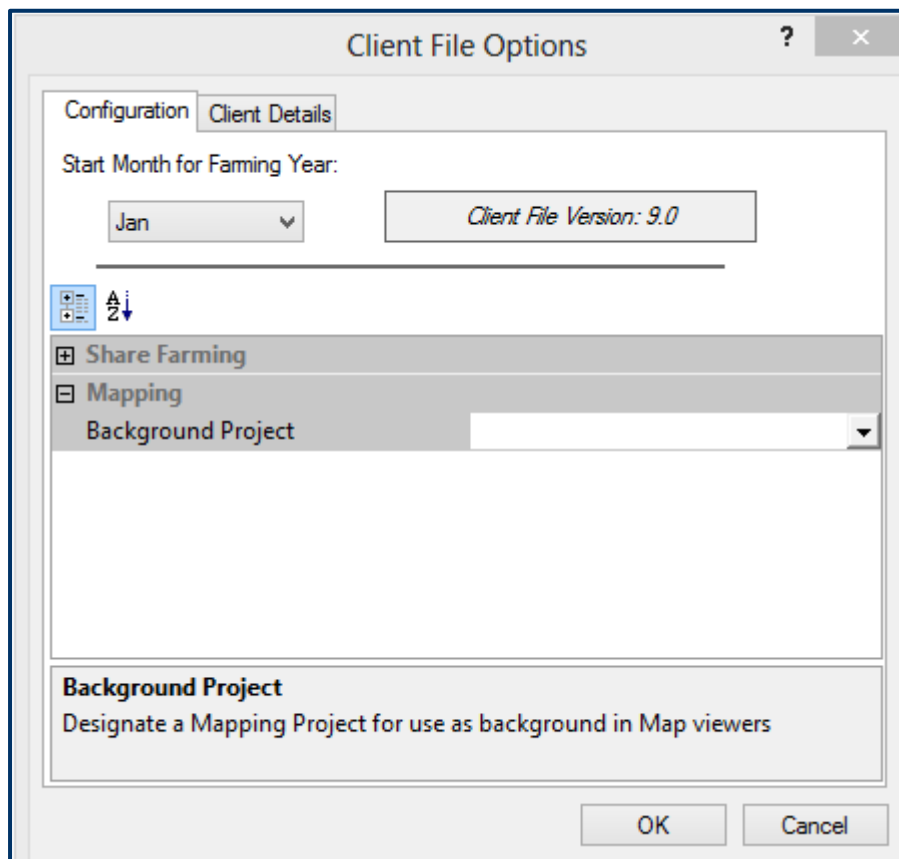 Client File Options
?
Configuration
Client Details
Start Month for Farming Year:
Jan
Client File Version: 9.0
Share Farming
Mapping
Background Project
Background Project
Designate a Mapping Project for use as background in Map viewers
OK
Cancel